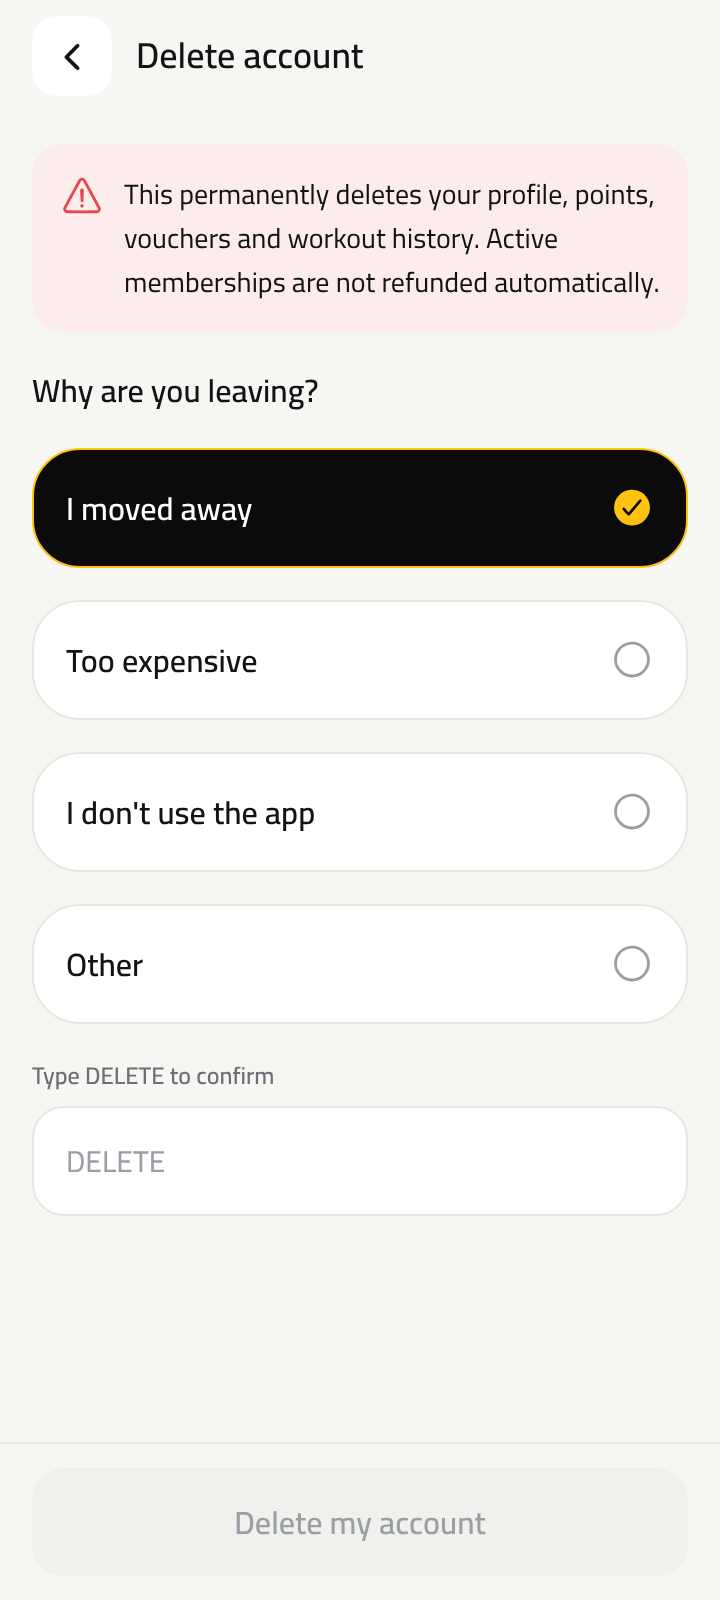 Delete account
This permanently deletes your profile, points,
vouchers and workout history. Active
memberships are not refunded automatically.
Why are you leaving?
I moved away
Too expensive
I don't use the app
Other
Type DELETE to confirm
DELETE
Delete my account